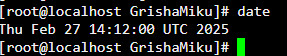 [root@localhost GrishaMiku]# date
Thu Feb 27 14:12:00 UTC 2025
[root@localhost GrishaMiku]#